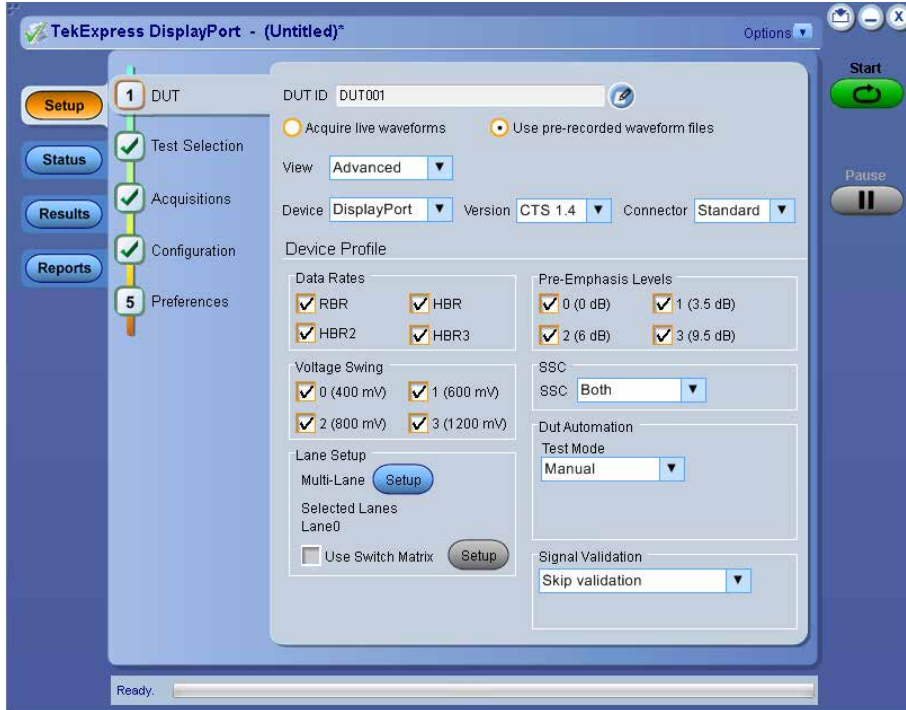 TekExpress DisplayPort - (Untitled)*
Options
Start
Pause
Setup
Status
Results
Reports
1 DUT
Test Selection
Acquisitions
Configuration
5 Preferences
DUT ID DUT001
Acquire live waveforms Use pre-recorded waveform files
View Advanced
Device DisplayPort Version CTS 1.4 Connector Standard
Device Profile
Data Rates
RBR HBR
HBR2 HBR3
Pre-Emphasis Levels
0 (0 dB) 1 (3.5 dB)
2 (6 dB) 3 (9.5 dB)
Voltage Swing
0 (400 mV) 1 (600 mV)
2 (800 mV) 3 (1200 mV)
SSC
SSC Both
Lane Setup
Multi-Lane Setup
Selected Lanes
Lane0
Use Switch Matrix Setup
Dut Automation
Test Mode
Manual
Signal Validation
Skip validation
Ready.